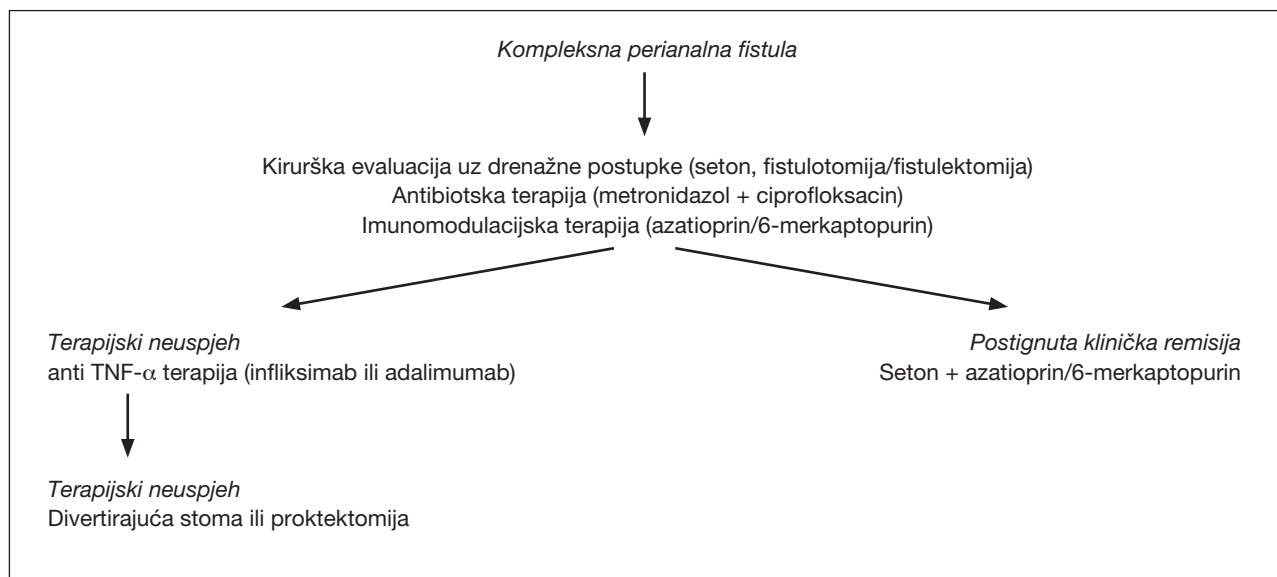 Kompleksna perianalna fistula
Kirurška evaluacija uz drenažne postupke (seton, fistulotomija/fistulektomija)
Antibiotska terapija (metronidazol + ciprofloksacin)
Imunomodulacijska terapija (azatioprin/6-merkaptopurin)
Terapijski neuspjeh
anti TNF-α terapija (infliksimab ili adalimumab)
Postignuta klinička remisija
Seton + azatioprin/6-merkaptopurin
Terapijski neuspjeh
Divertirajuća stoma ili proktektomija